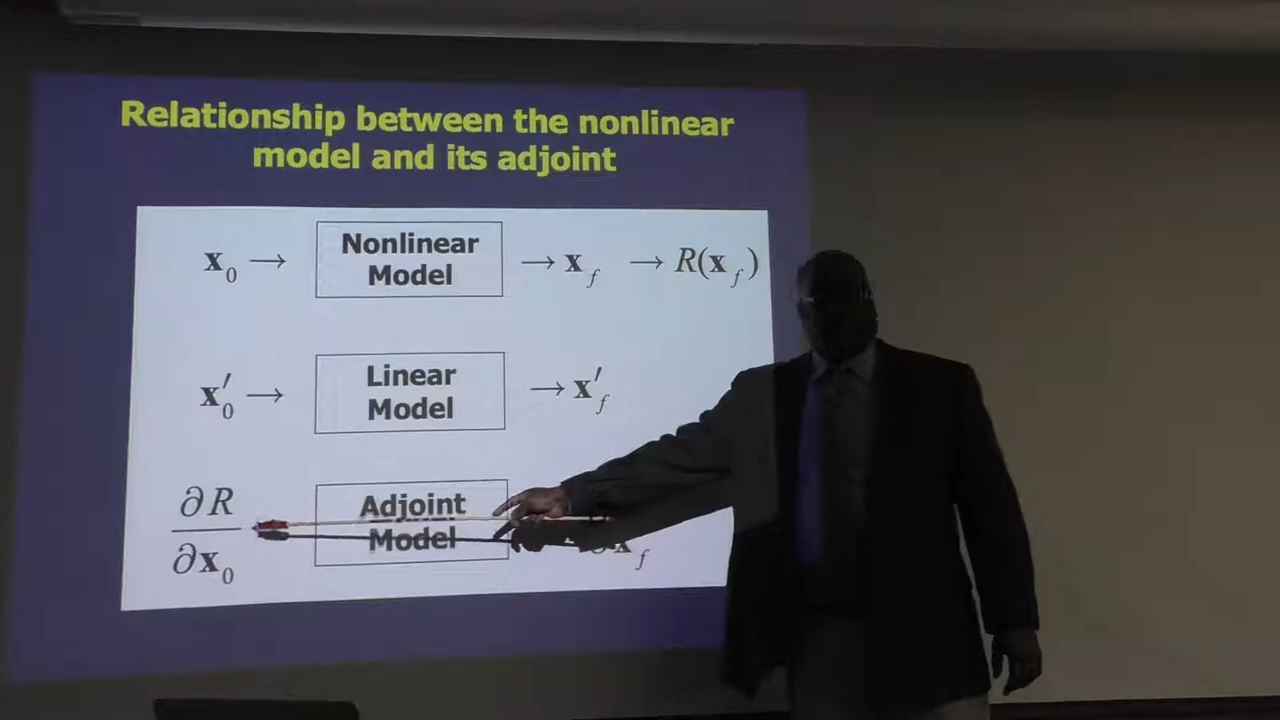 Relationship between the nonlinear
model and its adjoint
x₀ → Nonlinear Model → x_f → R(x_f)
x′₀ → Linear Model → x′_f
∂R/∂x₀ Adjoint Model x_f